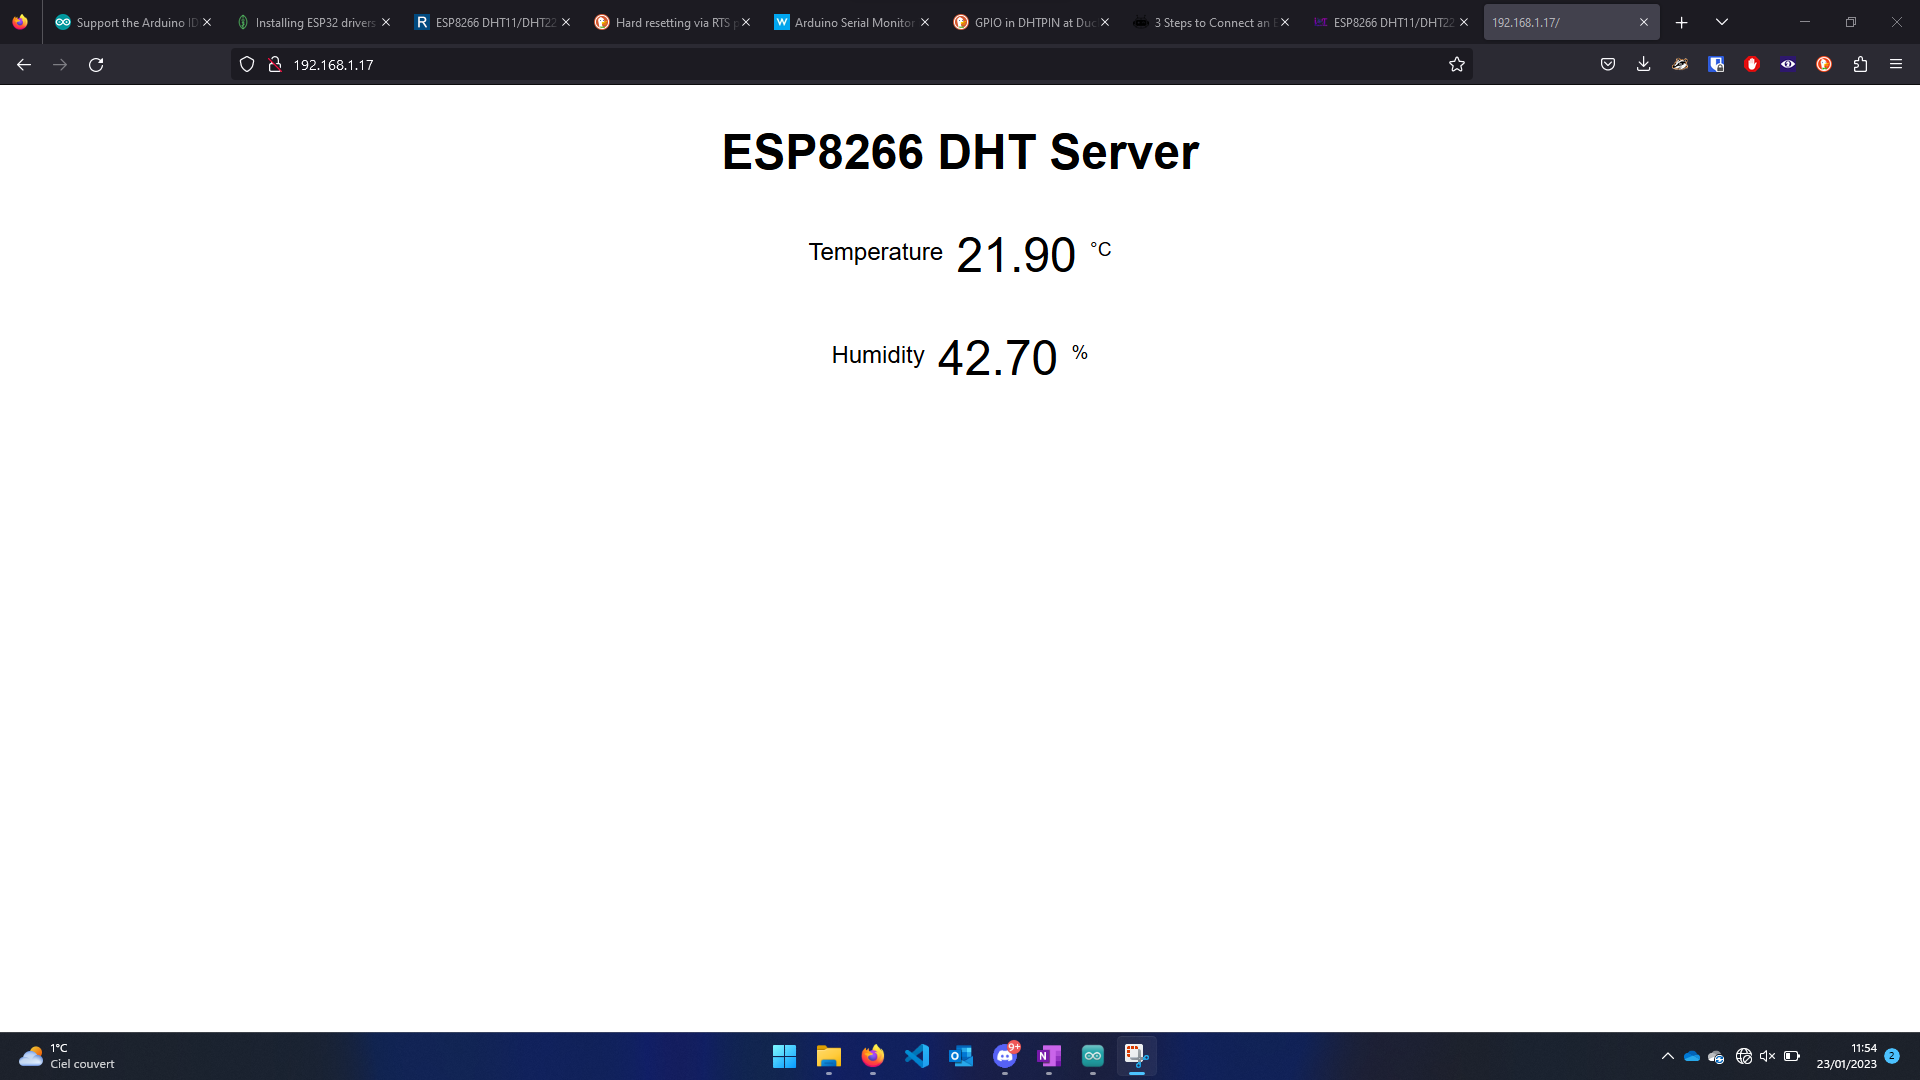 Support the Arduino ID
Installing ESP32 drivers
R ESP8266 DHT11/DHT22
Hard resetting via RTS p
W Arduino Serial Monitor
GPIO in DHTPIN at Duc
3 Steps to Connect an E
ESP8266 DHT11/DHT22
192.168.1.17/
192.168.1.17
ESP8266 DHT Server
Temperature 21.90 °C
Humidity 42.70 %
1°C
Ciel couvert
9+
11:54
23/01/2023
2